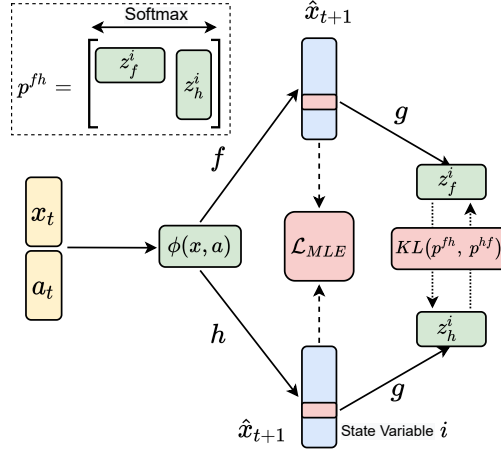 Softmax
p^{fh} = [ z_f^i z_h^i ]
x̂_{t+1}
f
g
x_t
a_t
ϕ(x, a)
ℒ_{MLE}
z_f^i
KL(p^{fh}, p^{hf})
z_h^i
h
g
x̂_{t+1}
State Variable i